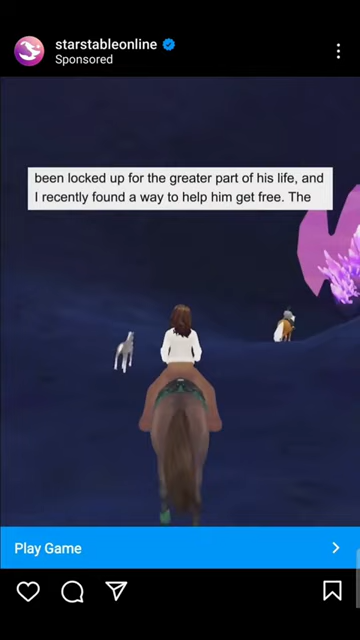 starstableonline
Sponsored
been locked up for the greater part of his life, and
I recently found a way to help him get free. The
Play Game